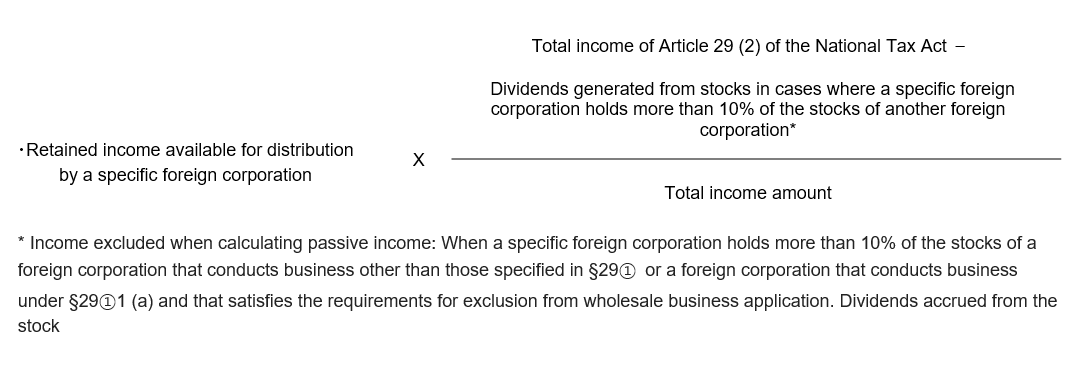 Total income of Article 29 (2) of the National Tax Act −
Dividends generated from stocks in cases where a specific foreign
corporation holds more than 10% of the stocks of another foreign
corporation*
·Retained income available for distribution
by a specific foreign corporation
X
Total income amount
* Income excluded when calculating passive income: When a specific foreign corporation holds more than 10% of the stocks of a
foreign corporation that conducts business other than those specified in §29① or a foreign corporation that conducts business
under §29①1 (a) and that satisfies the requirements for exclusion from wholesale business application. Dividends accrued from the
stock